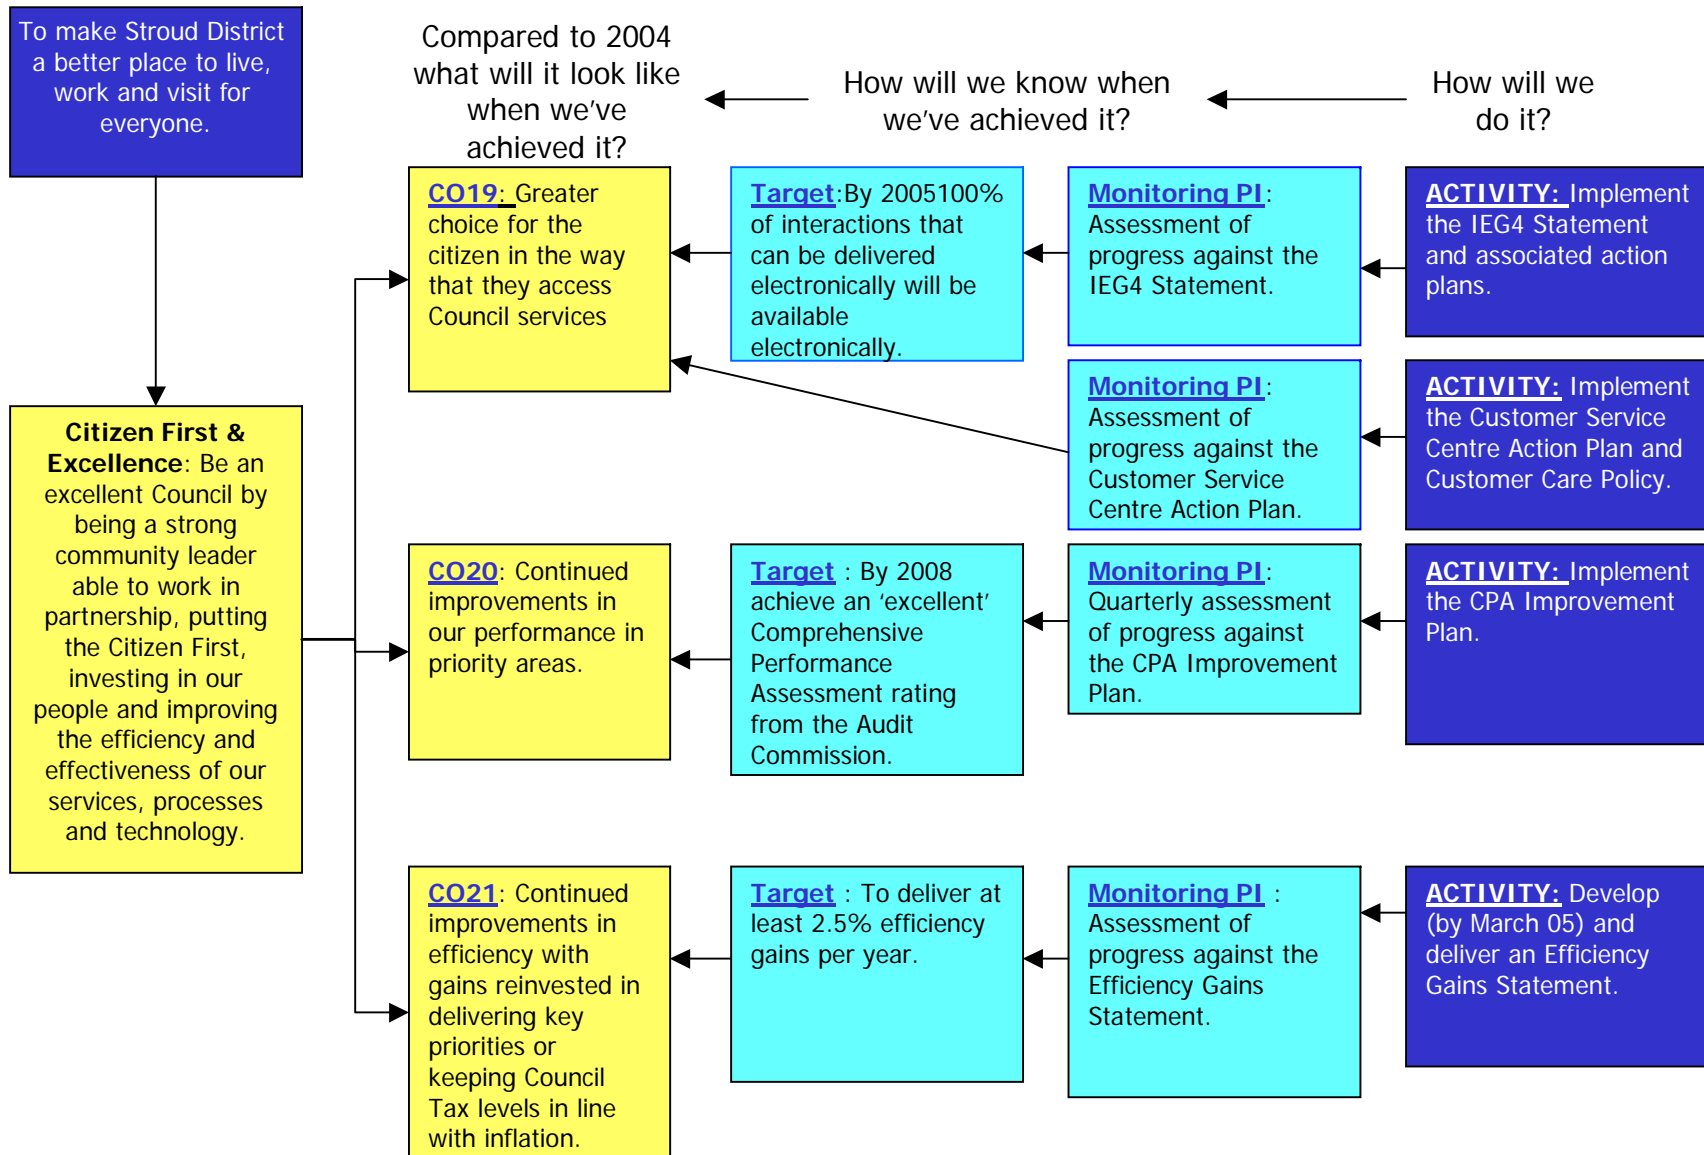 To make Stroud District
a better place to live,
work and visit for
everyone.
Compared to 2004
what will it look like
when we've
achieved it?
How will we know when
we've achieved it?
How will we
do it?
Citizen First &
Excellence: Be an
excellent Council by
being a strong
community leader
able to work in
partnership, putting
the Citizen First,
investing in our
people and improving
the efficiency and
effectiveness of our
services, processes
and technology.
CO19: Greater
choice for the
citizen in the way
that they access
Council services
Target:By 2005100%
of interactions that
can be delivered
electronically will be
available
electronically.
Monitoring PI:
Assessment of
progress against the
IEG4 Statement.
ACTIVITY: Implement
the IEG4 Statement
and associated action
plans.
Monitoring PI:
Assessment of
progress against the
Customer Service
Centre Action Plan.
ACTIVITY: Implement
the Customer Service
Centre Action Plan and
Customer Care Policy.
CO20: Continued
improvements in
our performance in
priority areas.
Target : By 2008
achieve an ‘excellent’
Comprehensive
Performance
Assessment rating
from the Audit
Commission.
Monitoring PI:
Quarterly assessment
of progress against
the CPA Improvement
Plan.
ACTIVITY: Implement
the CPA Improvement
Plan.
CO21: Continued
improvements in
efficiency with
gains reinvested in
delivering key
priorities or
keeping Council
Tax levels in line
with inflation.
Target : To deliver at
least 2.5% efficiency
gains per year.
Monitoring PI :
Assessment of
progress against the
Efficiency Gains
Statement.
ACTIVITY: Develop
(by March 05) and
deliver an Efficiency
Gains Statement.